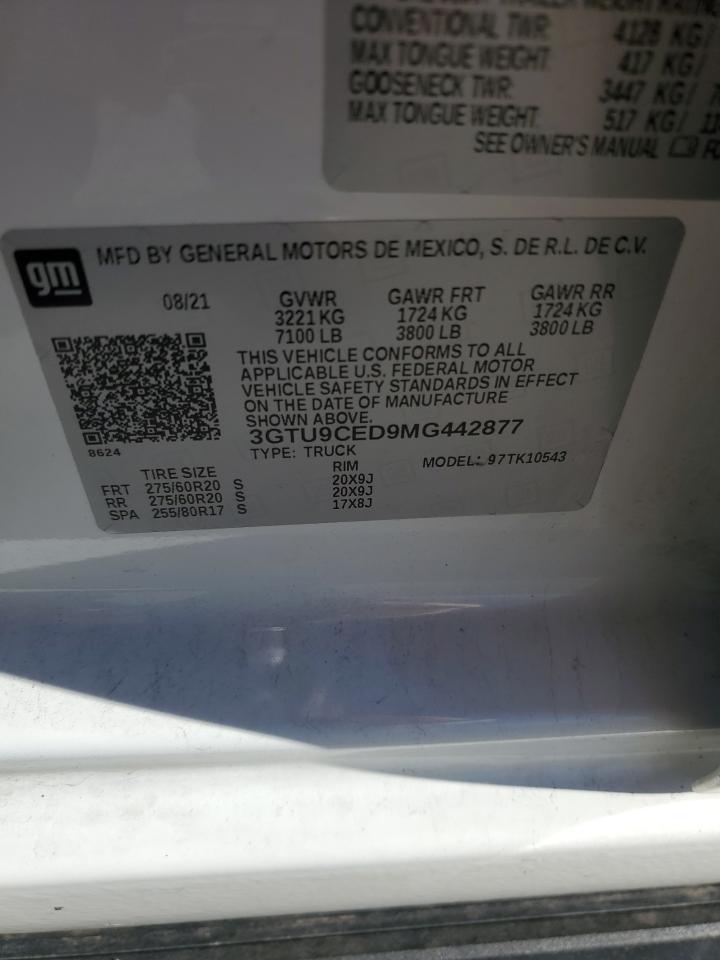 TRAILER WEIGHT RATING
CONVENTIONAL TWR: 4128 KG/
MAX TONGUE WEIGHT: 417 KG/
GOOSENECK TWR: 3447 KG/
MAX TONGUE WEIGHT: 517 KG/
SEE OWNER'S MANUAL
gm
MFD BY GENERAL MOTORS DE MEXICO, S. DE R.L. DE C.V.
08/21 GVWR GAWR FRT GAWR RR
3221 KG 1724 KG 1724 KG
7100 LB 3800 LB 3800 LB
THIS VEHICLE CONFORMS TO ALL
APPLICABLE U.S. FEDERAL MOTOR
VEHICLE SAFETY STANDARDS IN EFFECT
ON THE DATE OF MANUFACTURE
SHOWN ABOVE.
3GTU9CED9MG442877
8624
TYPE: TRUCK MODEL: 97TK10543
TIRE SIZE RIM
FRT 275/60R20 S 20X9J
RR 275/60R20 S 20X9J
SPA 255/80R17 S 17X8J